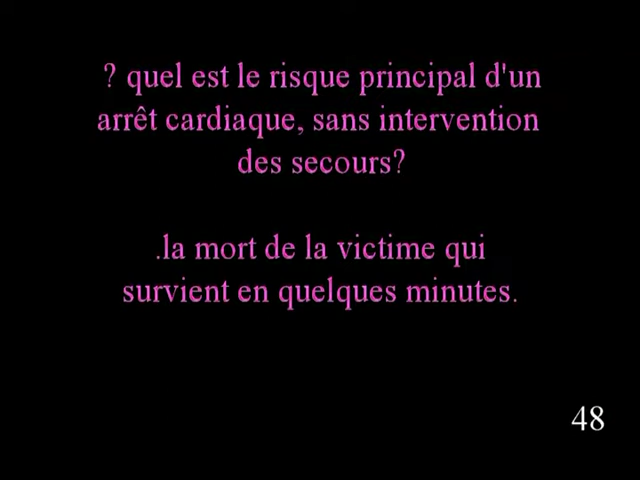 ? quel est le risque principal d'un
arrêt cardiaque, sans intervention
des secours?
.la mort de la victime qui
survient en quelques minutes.
48